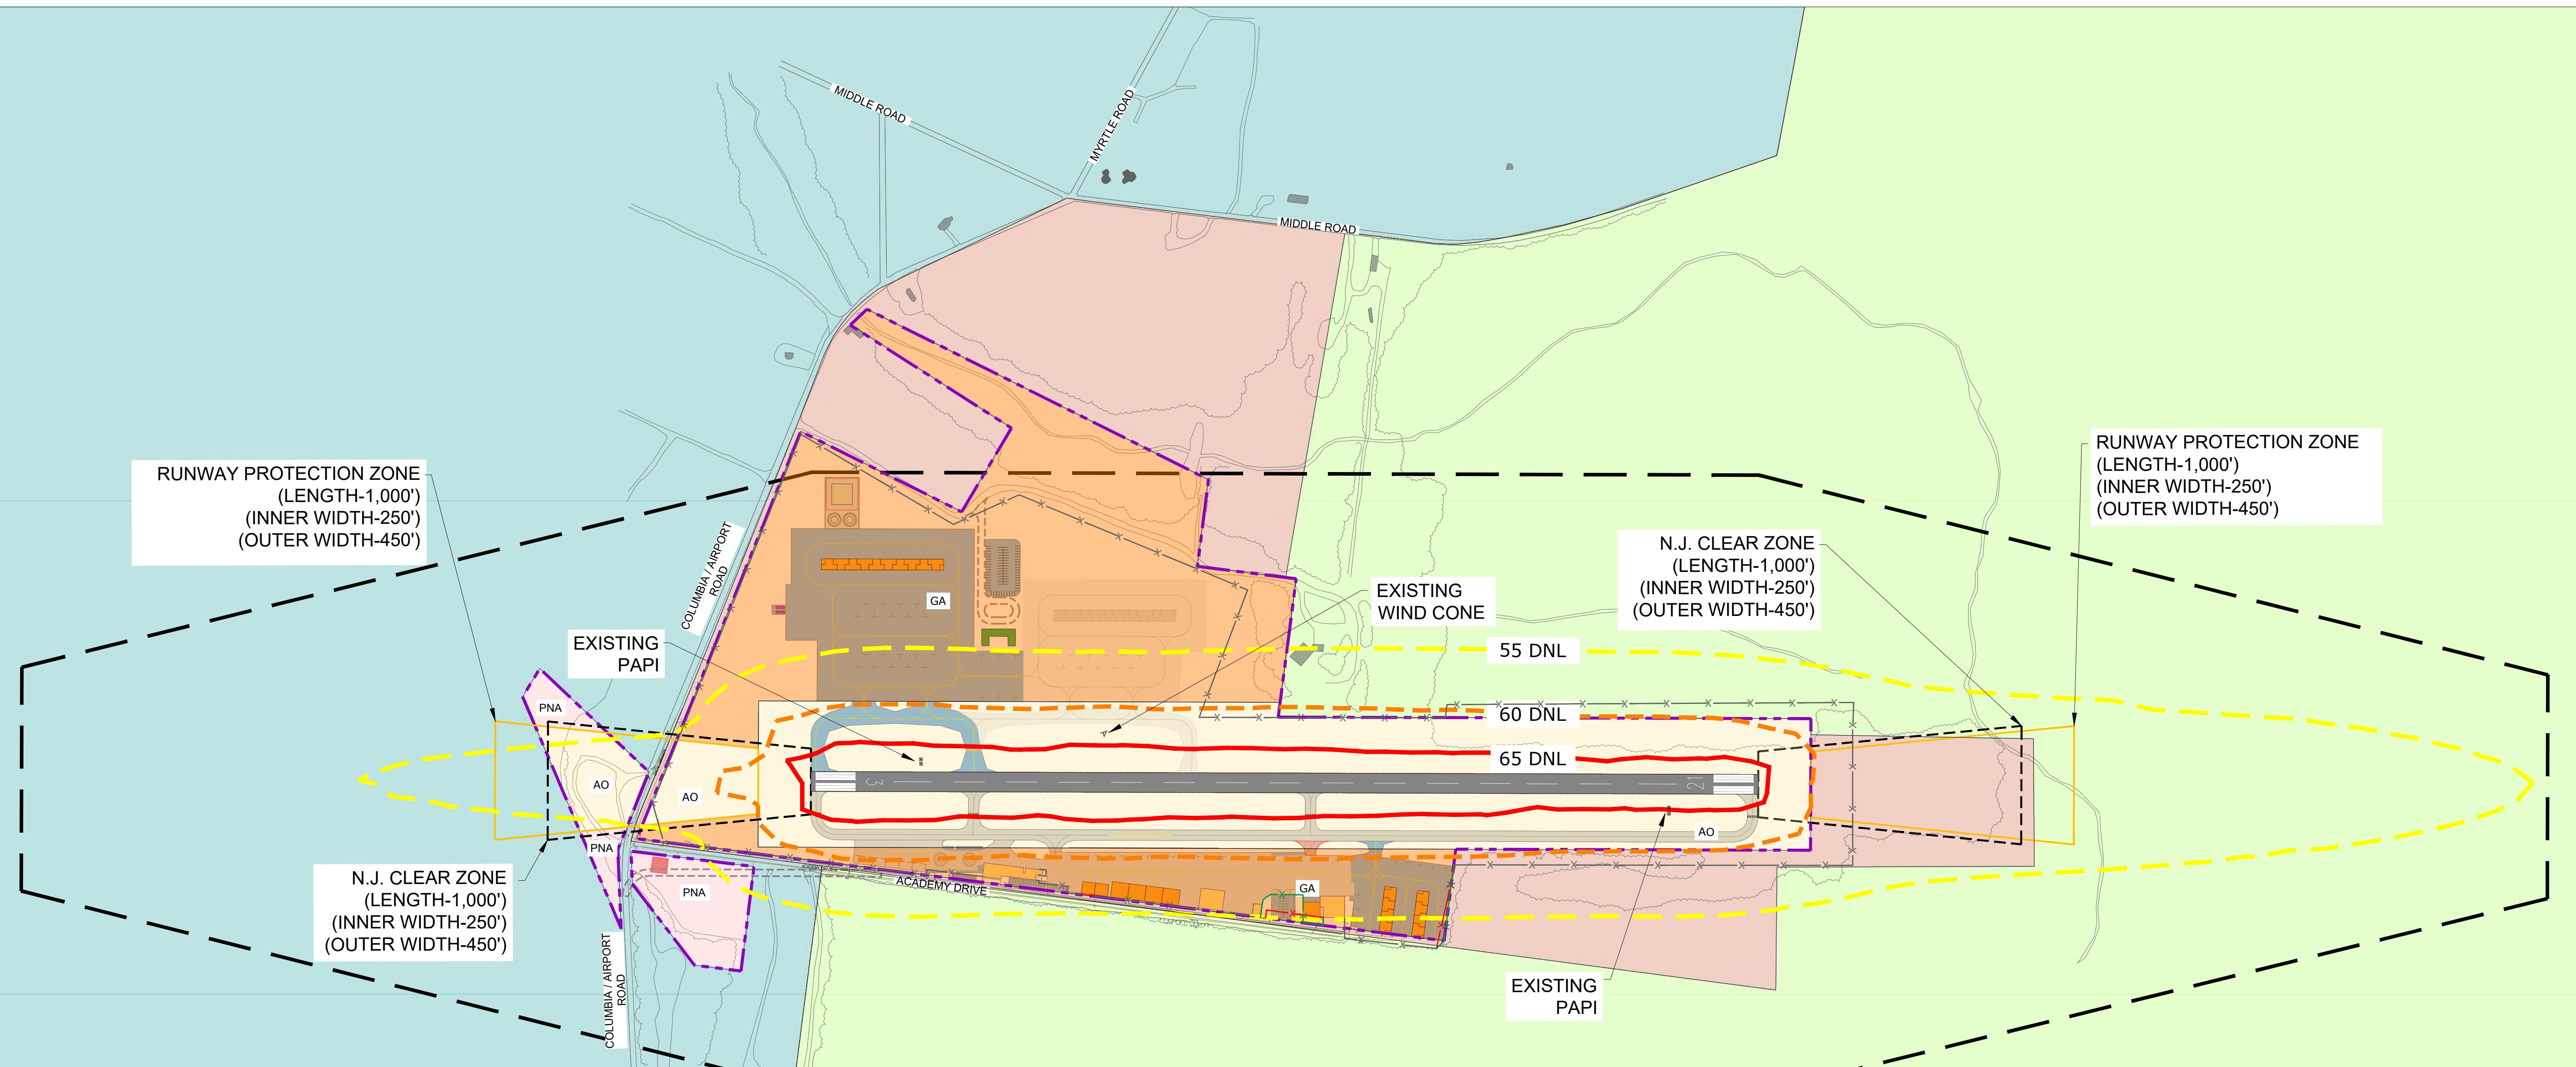 MIDDLE ROAD
MYRTLE ROAD
MIDDLE ROAD
RUNWAY PROTECTION ZONE
(LENGTH-1,000')
(INNER WIDTH-250')
(OUTER WIDTH-450')
RUNWAY PROTECTION ZONE
(LENGTH-1,000')
(INNER WIDTH-250')
(OUTER WIDTH-450')
COLUMBIA / AIRPORT
ROAD
N.J. CLEAR ZONE
(LENGTH-1,000')
(INNER WIDTH-250')
(OUTER WIDTH-450')
GA
EXISTING
WIND CONE
EXISTING
PAPI
55 DNL
PNA
60 DNL
65 DNL
AO
AO
3
21
AO
PNA
N.J. CLEAR ZONE
(LENGTH-1,000')
(INNER WIDTH-250')
(OUTER WIDTH-450')
PNA
ACADEMY DRIVE
GA
COLUMBIA / AIRPORT
ROAD
EXISTING
PAPI